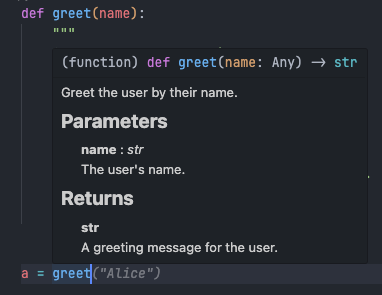 def greet(name):
"""
(function) def greet(name: Any) -> str
Greet the user by their name.
Parameters
name : str
The user's name.
Returns
str
A greeting message for the user.
a = greet("Alice")